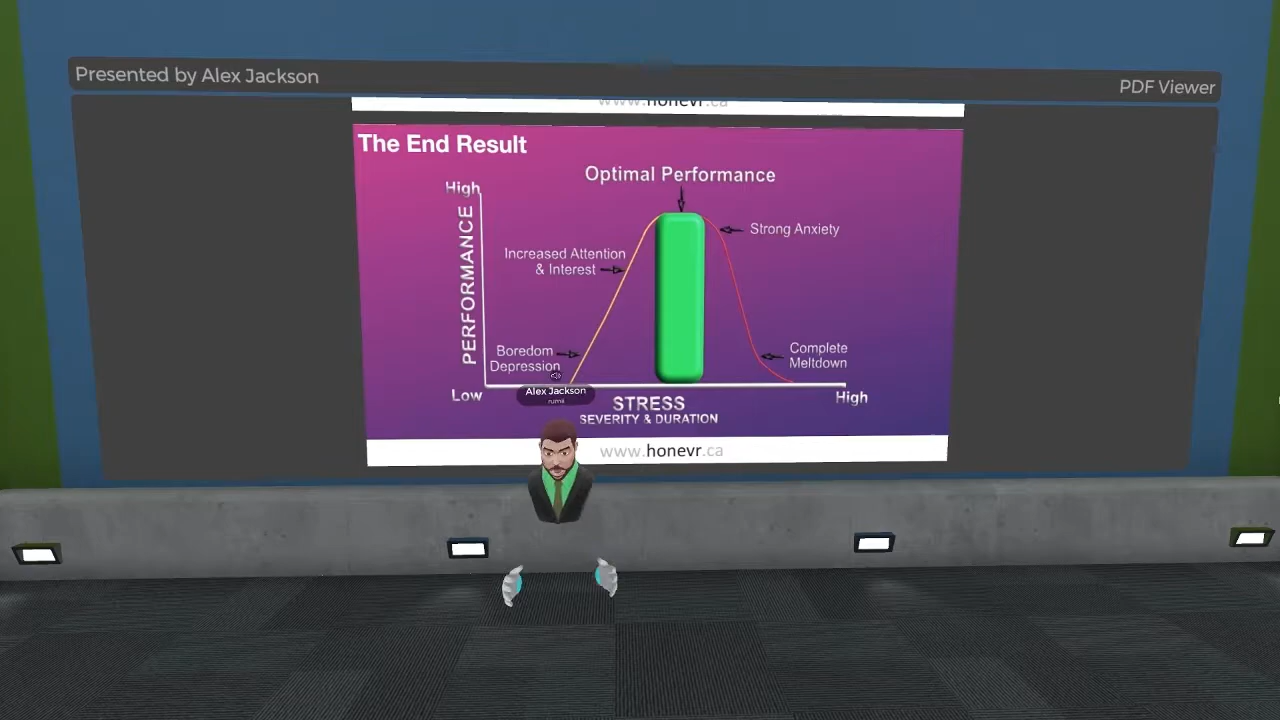 Presented by Alex Jackson
PDF Viewer
www.honevr.ca
The End Result
Optimal Performance
High
PERFORMANCE
Strong Anxiety
Increased Attention
& Interest
Boredom
Depression
Complete
Meltdown
Alex Jackson
rumii
Low
STRESS
High
SEVERITY & DURATION
www.honevr.ca